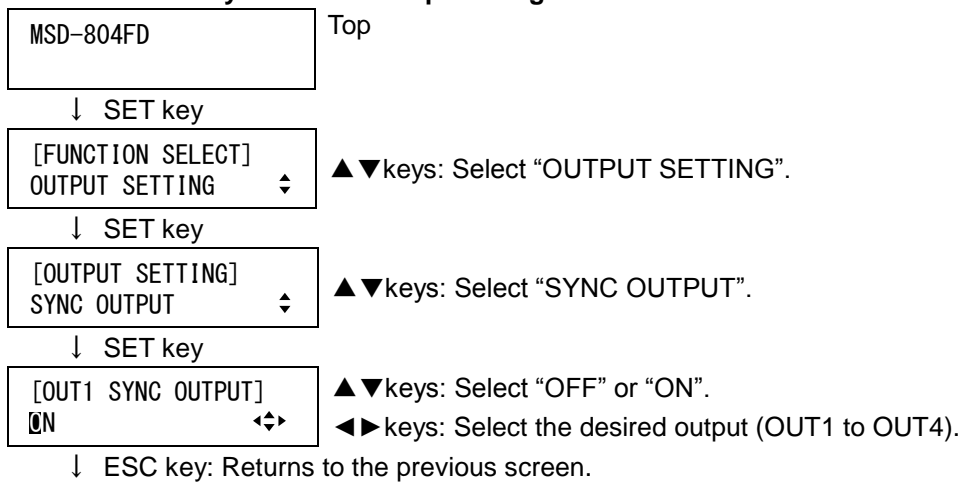 MSD-804FD Top
↓ SET key
[FUNCTION SELECT]
OUTPUT SETTING ▲▼keys: Select “OUTPUT SETTING”.
↓ SET key
[OUTPUT SETTING]
SYNC OUTPUT ▲▼keys: Select “SYNC OUTPUT”.
↓ SET key
[OUT1 SYNC OUTPUT] ▲▼keys: Select “OFF” or “ON”.
ON ◄►keys: Select the desired output (OUT1 to OUT4).
↓ ESC key: Returns to the previous screen.